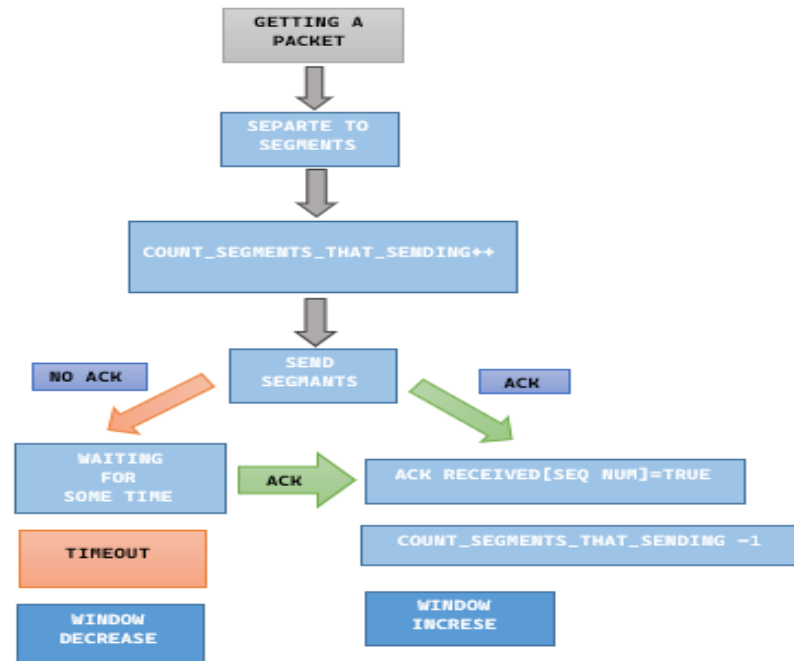 GETTING A
PACKET
SEPARTE TO
SEGMENTS
COUNT_SEGMENTS_THAT_SENDING++
SEND
SEGMANTS
NO ACK
ACK
WAITING
FOR
SOME TIME
ACK
ACK RECEIVED[SEQ NUM]=TRUE
TIMEOUT
COUNT_SEGMENTS_THAT_SENDING -1
WINDOW
DECREASE
WINDOW
INCRESE